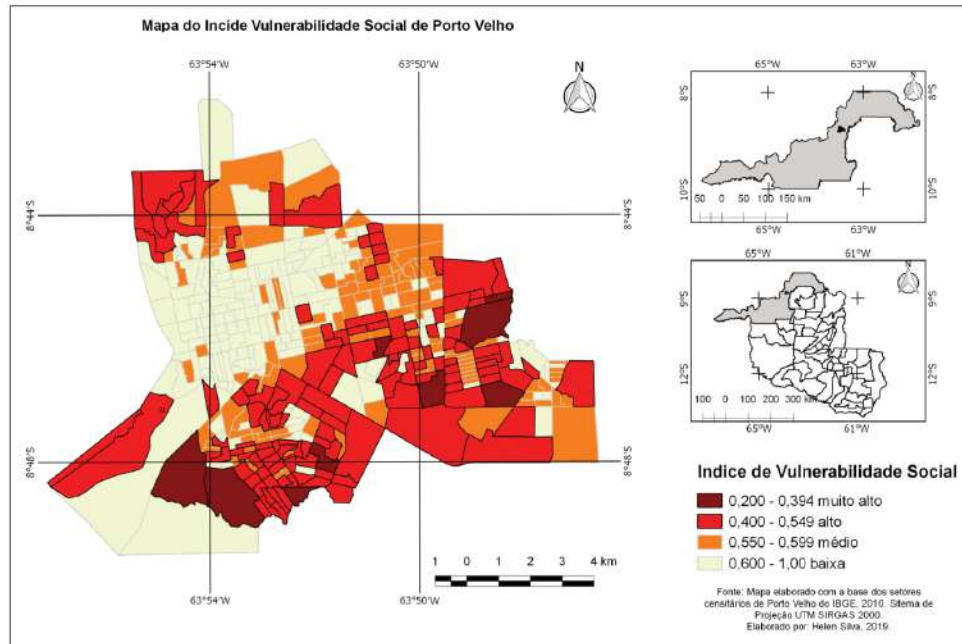 Mapa do Incide Vulnerabilidade Social de Porto Velho
63°54'W
63°50'W
N
8°44'S
8°44'S
8°48'S
8°48'S
1 0 1 2 3 4 km
63°54'W
63°50'W
65°W
63°W
N
8°S
8°S
10°S
10°S
50 0 50 100 150 km
65°W
63°W
65°W
61°W
N
9°S
9°S
12°S
12°S
100 0 100 200 300 km
65°W
61°W
Indice de Vulnerabilidade Social
0,200 - 0,394 muito alto
0,400 - 0,549 alto
0,550 - 0,599 médio
0,600 - 1,00 baixa
Fonte: Mapa elaborado com a base dos setores
censitários de Porto Velho do IBGE, 2010. Sitema de
Projeção UTM SIRGAS 2000.
Elaborado por: Helen Silva, 2019.